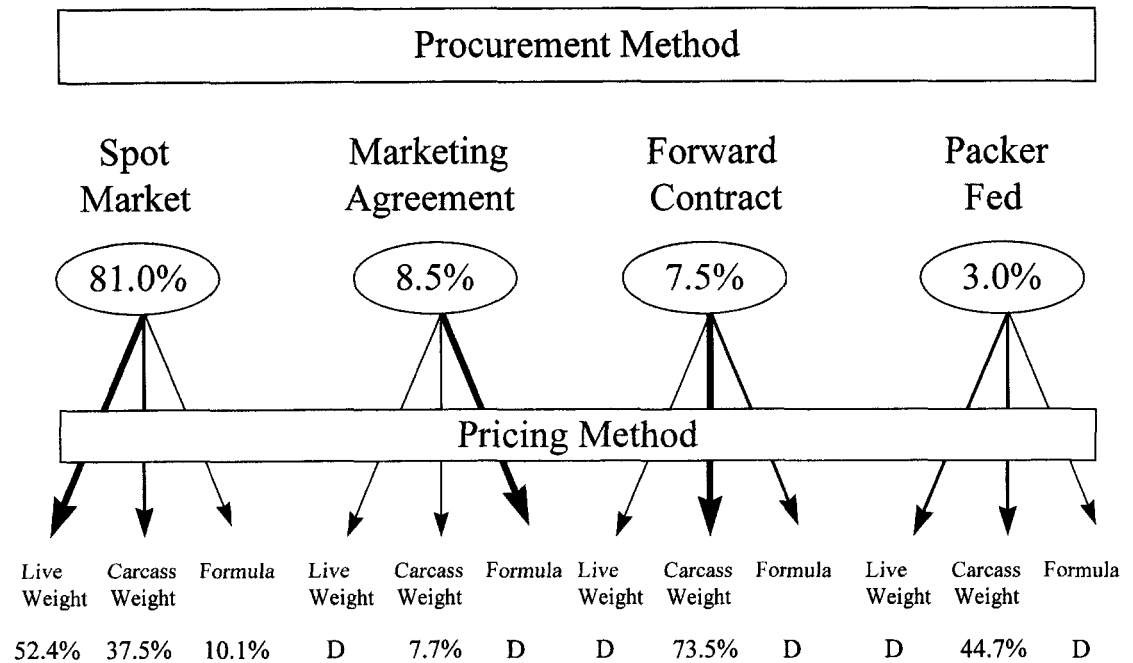 Procurement Method
Spot Marketing Forward Packer
Market Agreement Contract Fed
81.0% 8.5% 7.5% 3.0%
Pricing Method
Live Carcass Formula Live Carcass Formula Live Carcass Formula Live Carcass Formula
Weight Weight Weight Weight Weight Weight Weight Weight
52.4% 37.5% 10.1% D 7.7% D D 73.5% D D 44.7% D